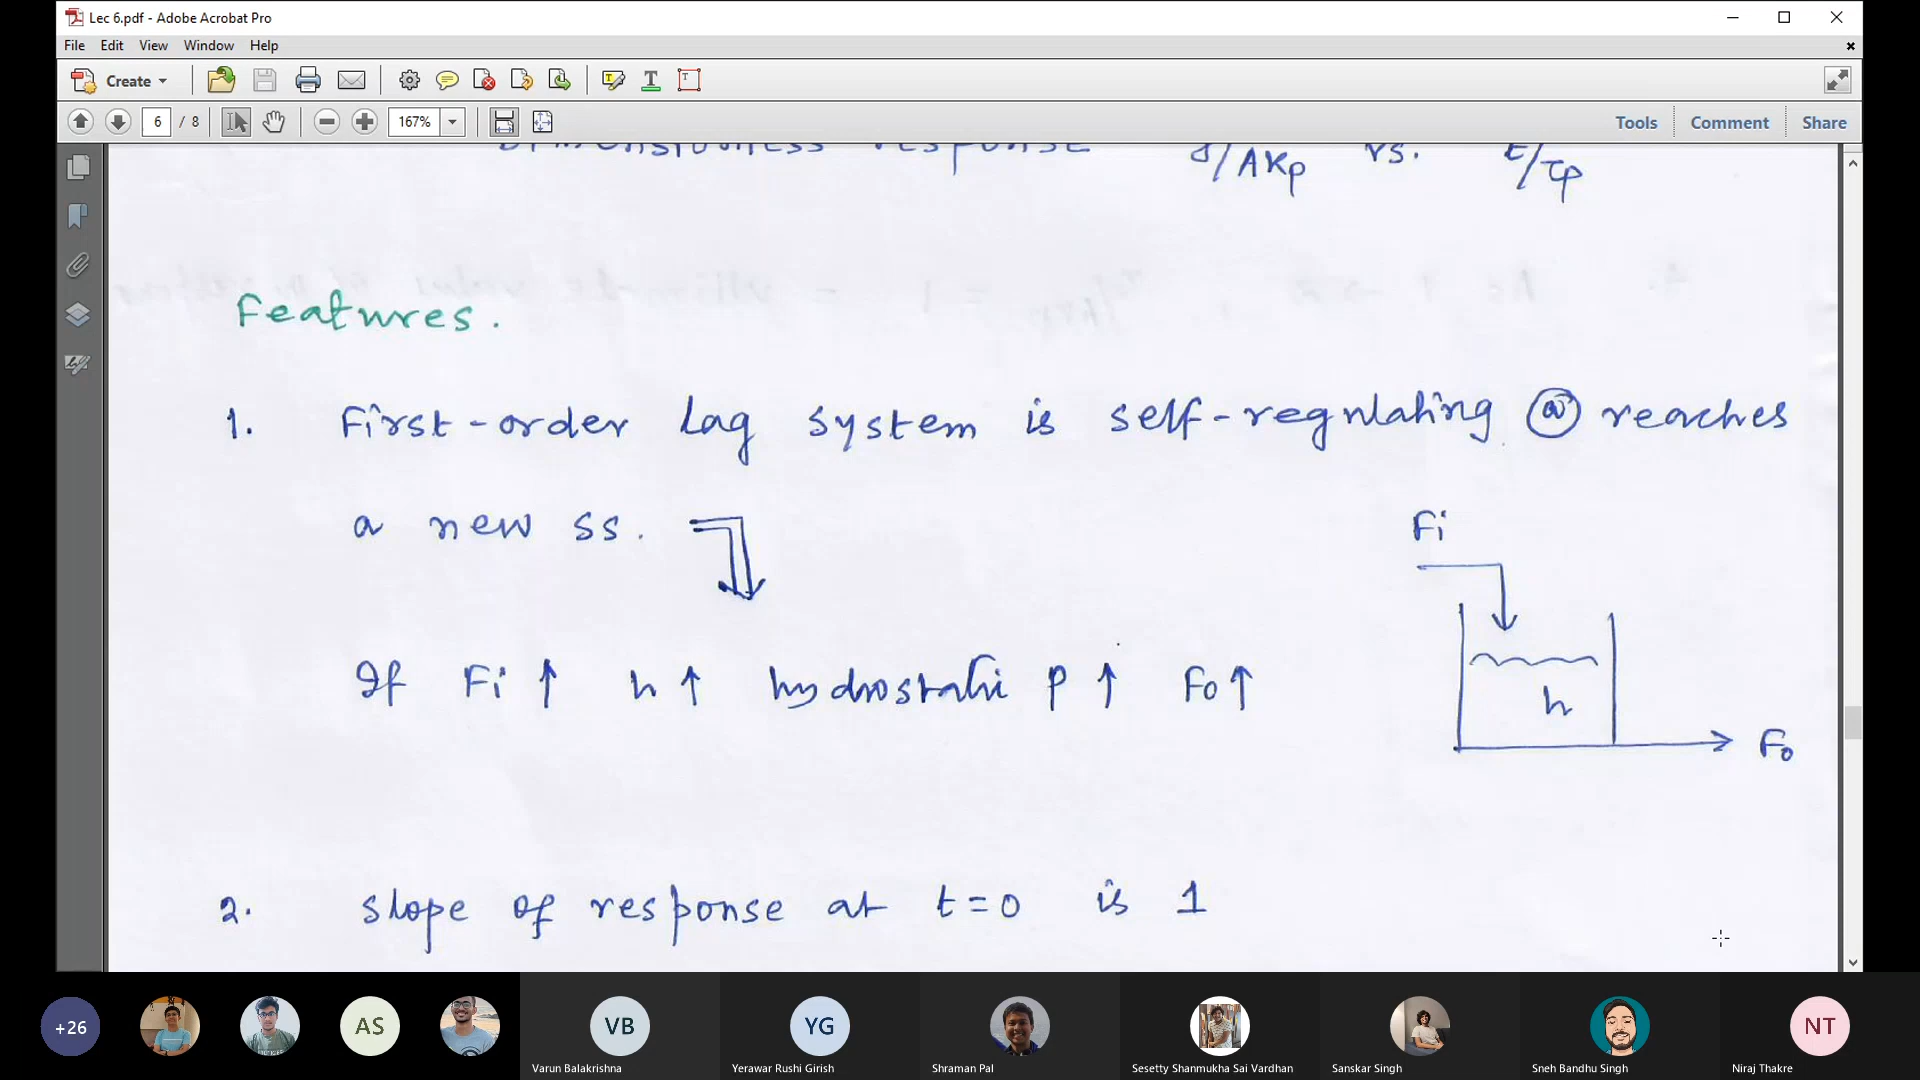 Lec 6.pdf - Adobe Acrobat Pro
File Edit View Window Help
Create
6 / 8 167% Tools Comment Share
Dimensionless response y/AKp vs. t/τp
Features.
1. First-order lag system is self-regulating or reaches
a new ss.
Fi
If Fi ↑ h ↑ hydrostatic p ↑ Fo ↑
h
Fo
2. slope of response at t=0 is 1
+26 AS VB YG NT
Varun Balakrishna Yerawar Rushi Girish Shraman Pal Sesetty Shanmukha Sai Vardhan Sanskar Singh Sneh Bandhu Singh Niraj Thakre